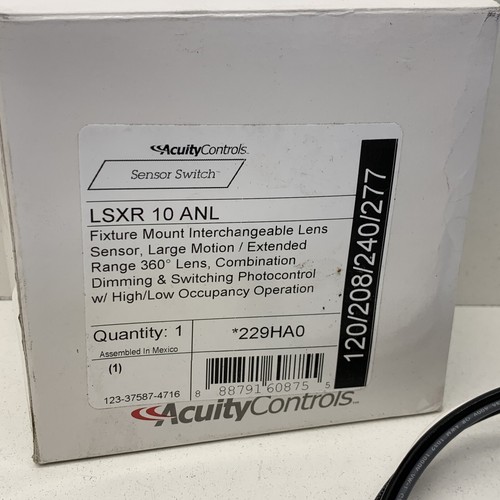 AcuityControls
Sensor Switch™
LSXR 10 ANL
Fixture Mount Interchangeable Lens
Sensor, Large Motion / Extended
Range 360° Lens, Combination
Dimming & Switching Photocontrol
w/ High/Low Occupancy Operation
120/208/240/277
Quantity: 1
*229HA0
Assembled In Mexico
(1)
123-37587-4716
8 88791 60875 5
AcuityControls